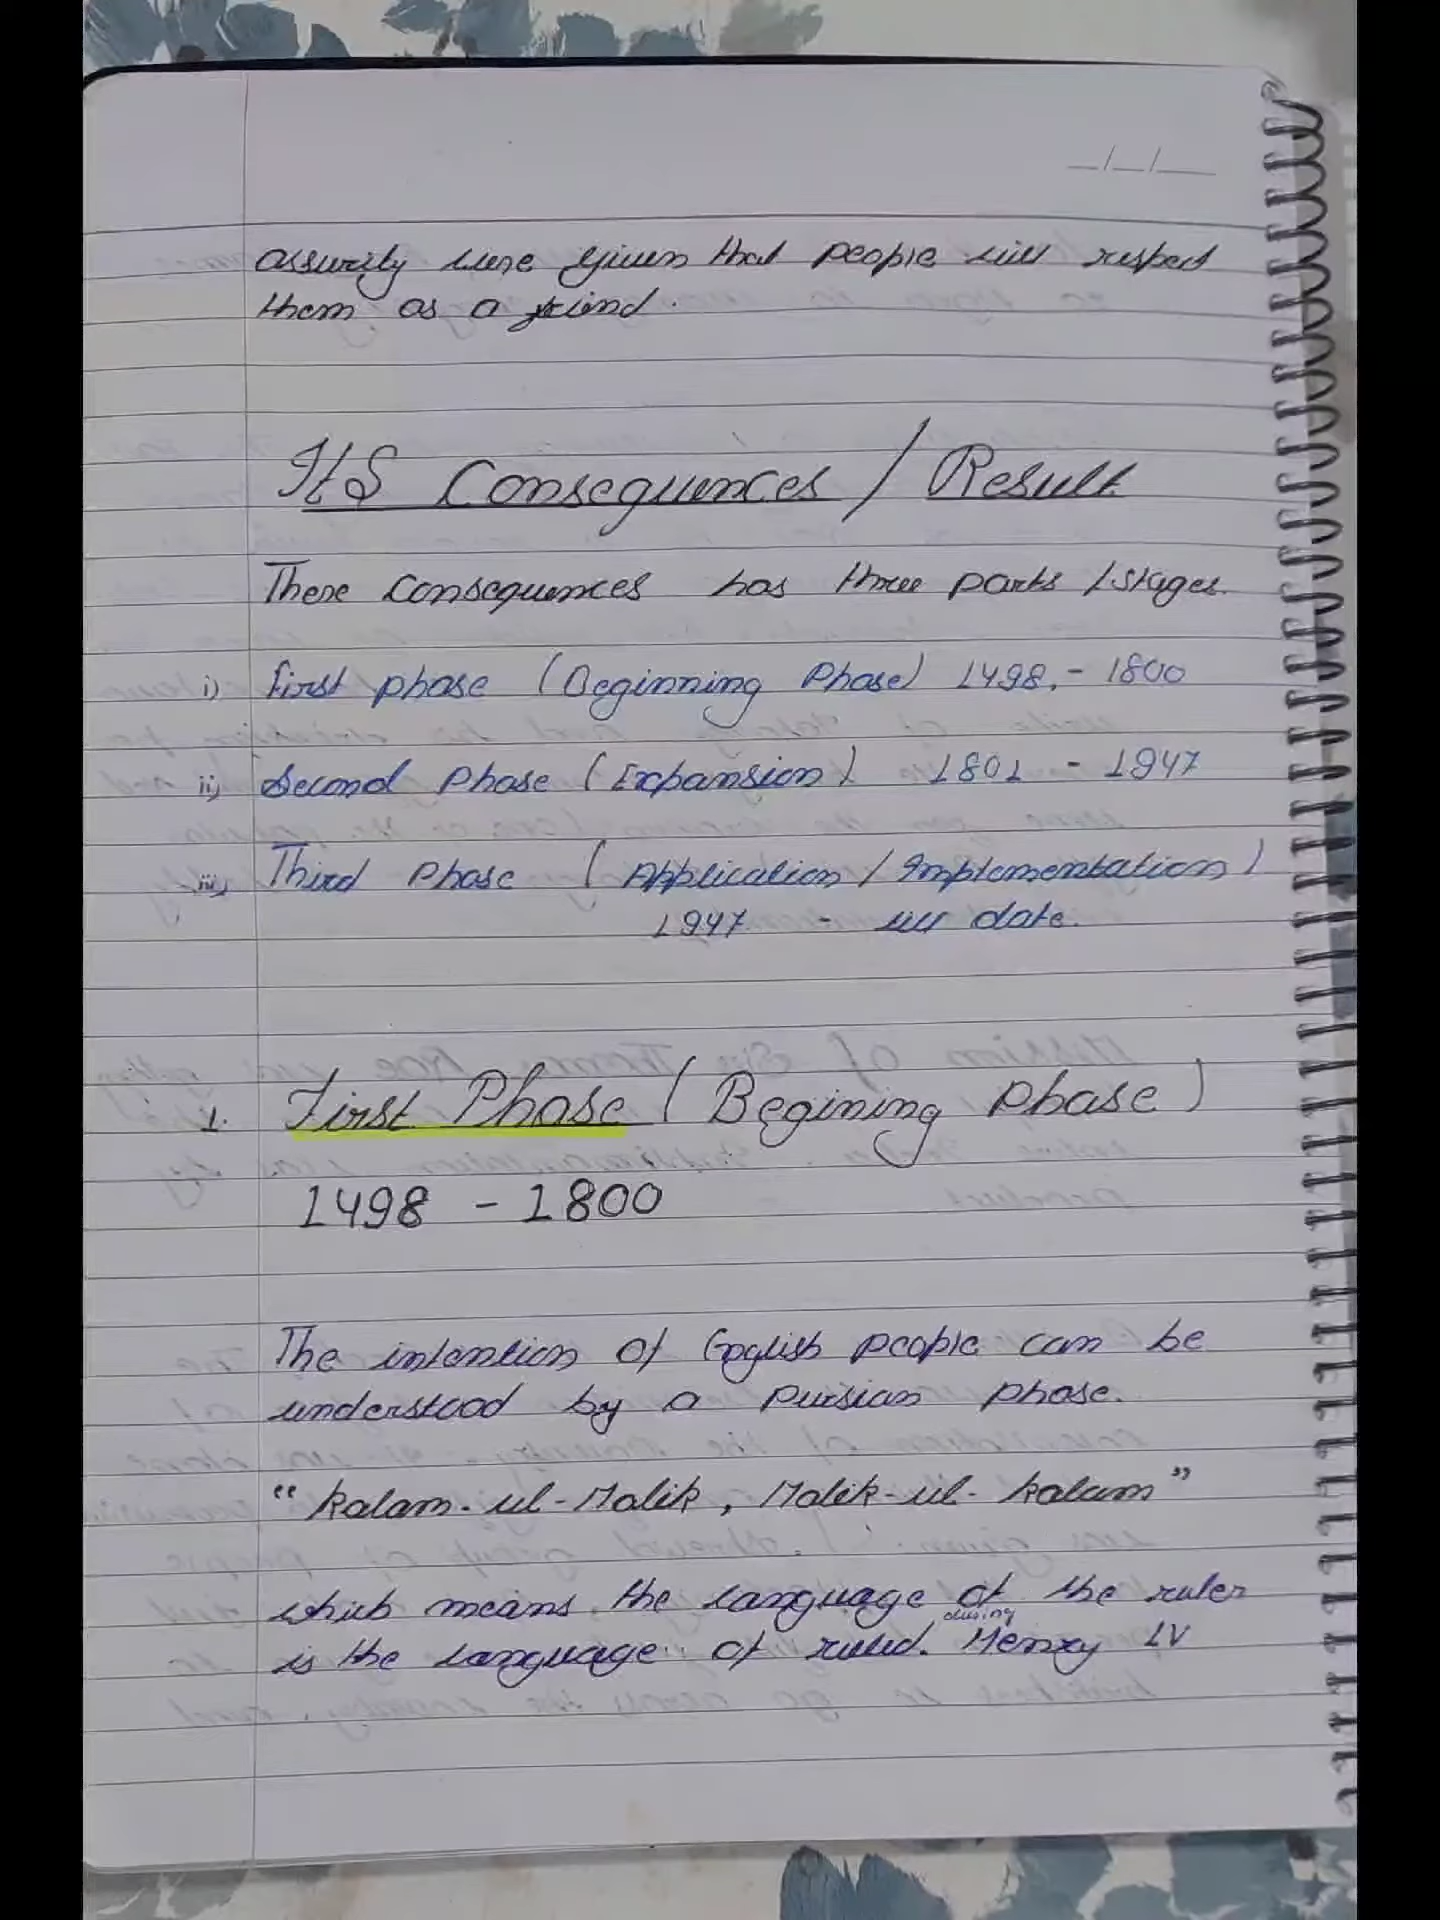 assurity were given that people will respect
them as a friend.
Its Consequences / Result
These Consequences has three parts / stages.
i) First phase (Beginning Phase) 1498 - 1800
ii) Second Phase (Expansion) 1801 - 1947
iii) Third Phase (Application / Implementation)
1947 - till date.
1. First Phase (Begining phase)
1498 - 1800
The intention of English people can be
understood by a Pursian phase.
"Kalam-ul-Malik, Malik-ul-Kalam"
which means the language of the ruler
is the language of ruled. during Henry IV